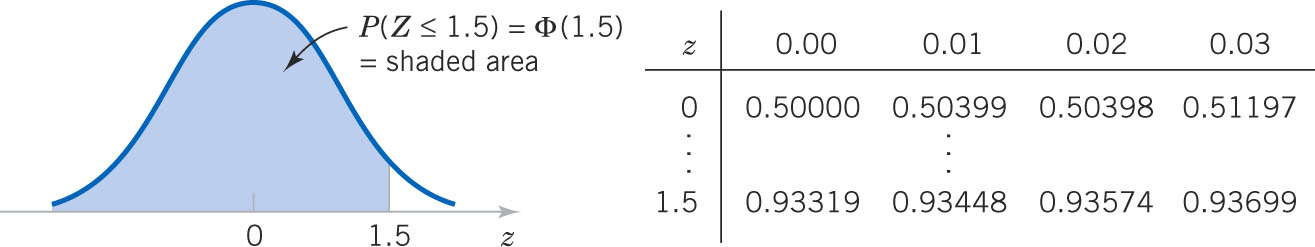 P(Z ≤ 1.5) = Φ(1.5)
= shaded area
0 1.5 z
z 0.00 0.01 0.02 0.03
0 0.50000 0.50399 0.50398 0.51197
⋮ ⋮
1.5 0.93319 0.93448 0.93574 0.93699